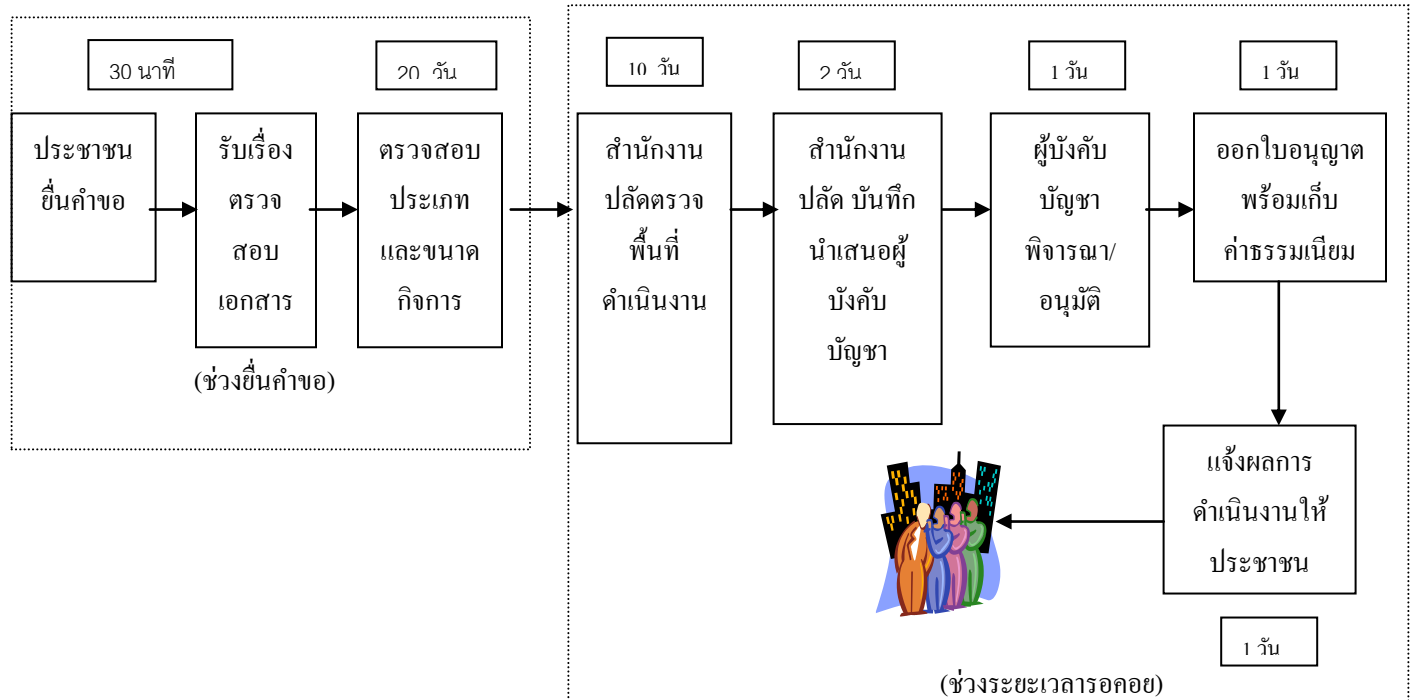 30 นาที
20 วัน
10 วัน
2 วัน
1 วัน
1 วัน
ประชาชน
ยื่นคำขอ
รับเรื่อง
ตรวจ
สอบ
เอกสาร
ตรวจสอบ
ประเภท
และขนาด
กิจการ
(ช่วงยื่นคำขอ)
สำนักงาน
ปลัดตรวจ
พื้นที่
ดำเนินงาน
สำนักงาน
ปลัด บันทึก
นำเสนอผู้
บังคับ
บัญชา
ผู้บังคับ
บัญชา
พิจารณา/
อนุมัติ
ออกใบอนุญาต
พร้อมเก็บ
ค่าธรรมเนียม
แจ้งผลการ
ดำเนินงานให้
ประชาชน
1 วัน
(ช่วงระยะเวลารอคอย)